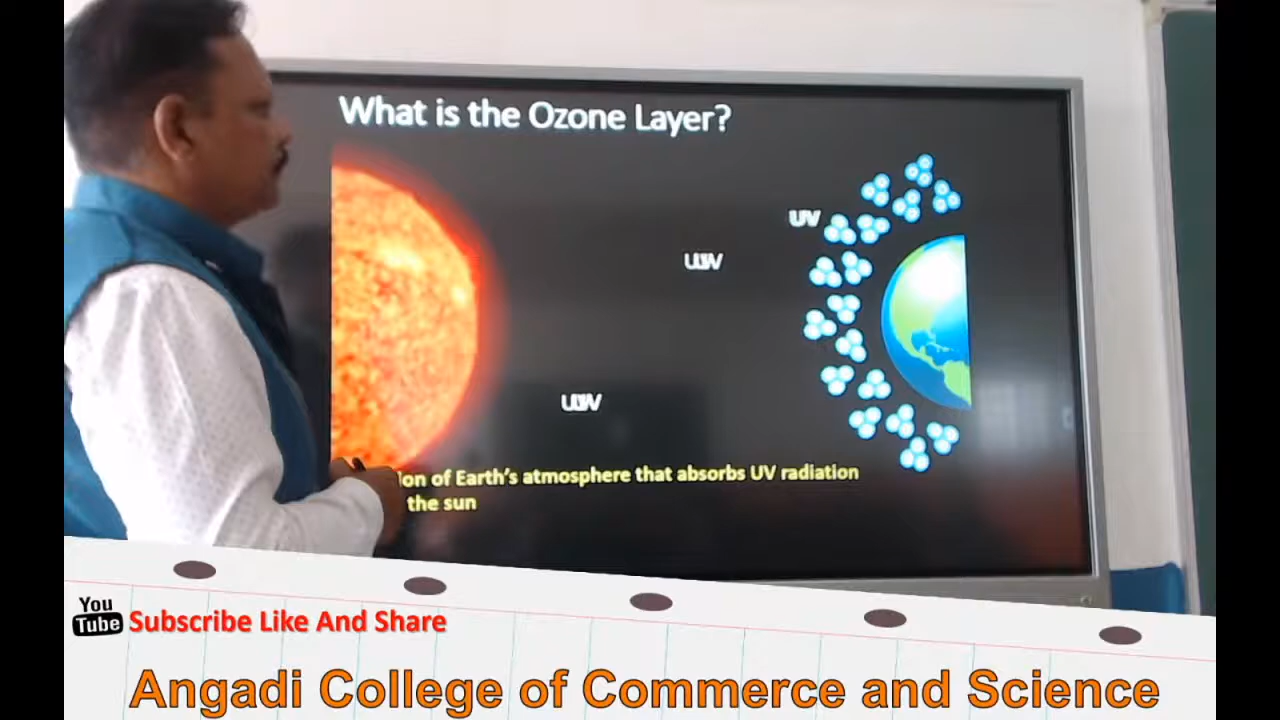 What is the Ozone Layer?
UV
UV
UV
of Earth's atmosphere that absorbs UV radiation
the sun
You
Tube
Subscribe Like And Share
Angadi College of Commerce and Science